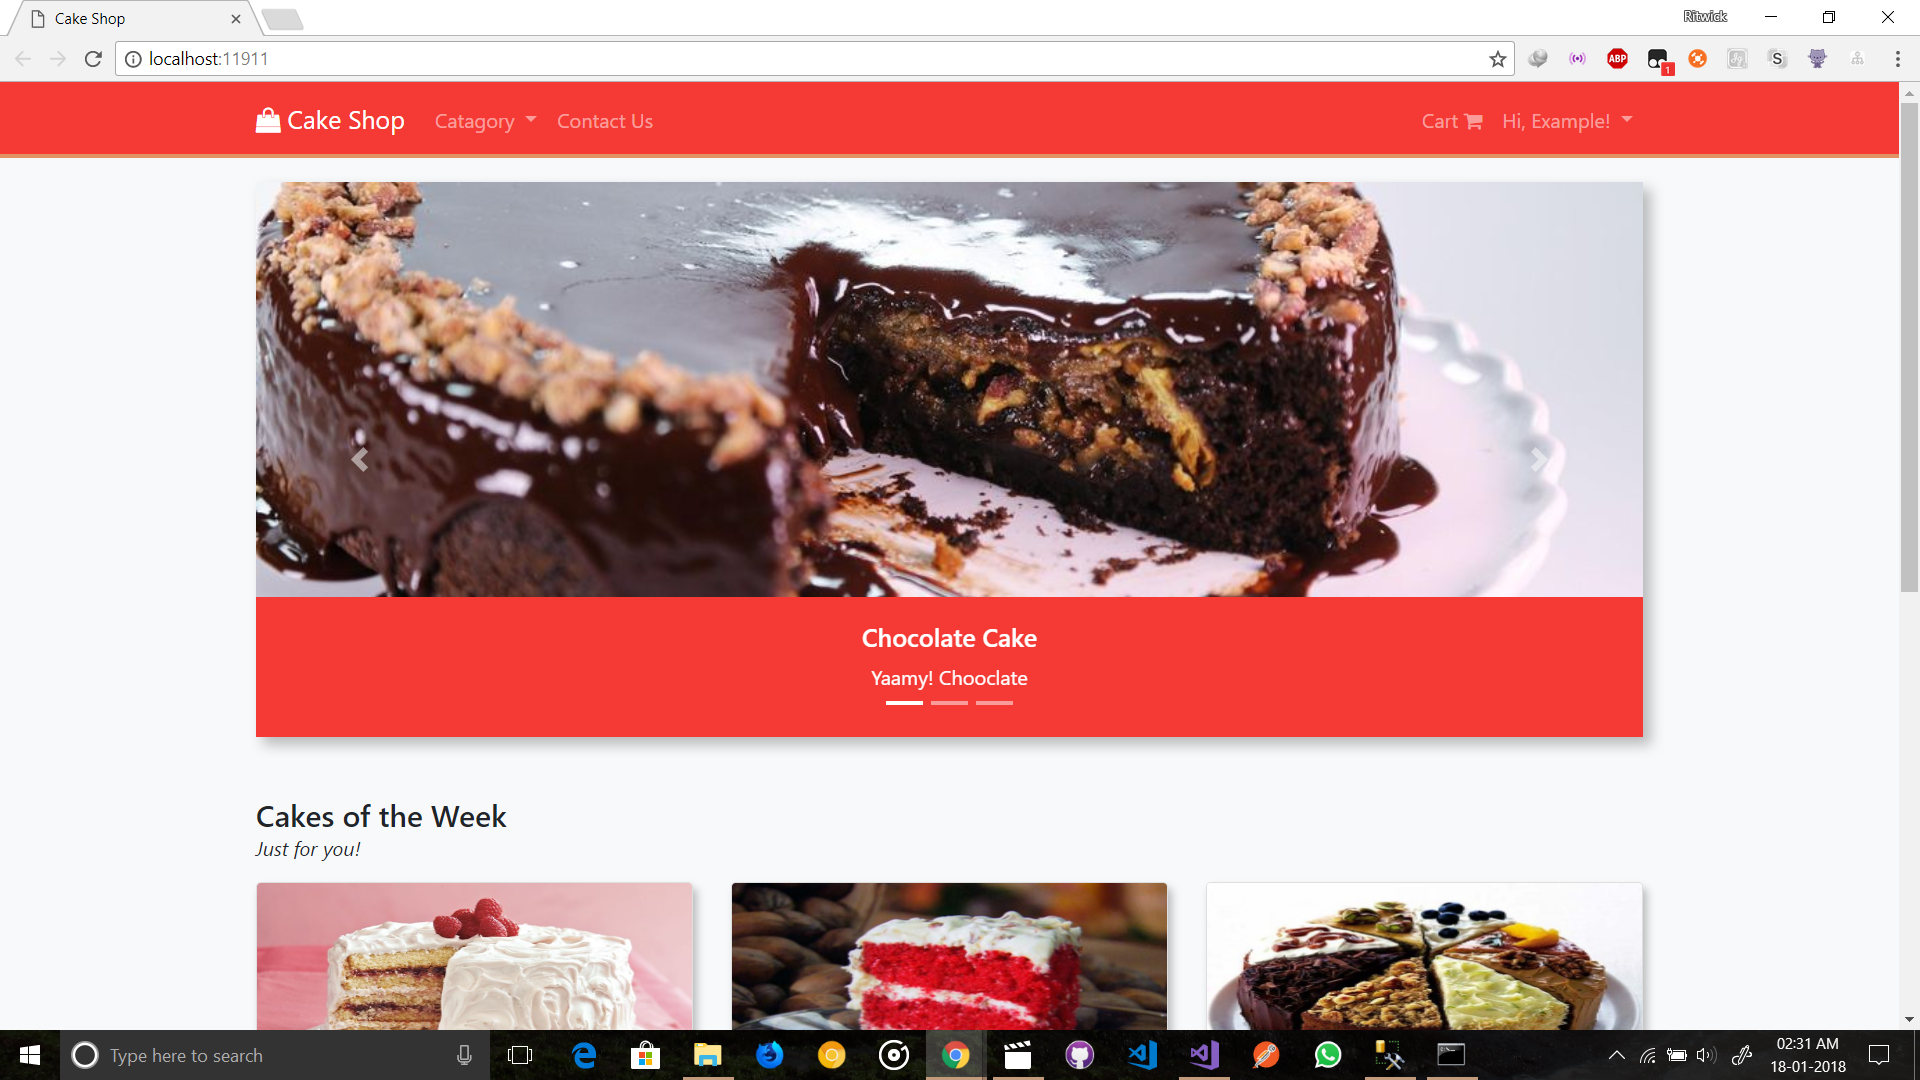 Cake Shop
Ritwick
localhost:11911
ABP
1
S
Cake Shop
Catagory
Contact Us
Cart
Hi, Example!
Chocolate Cake
Yaamy! Chooclate
Cakes of the Week
Just for you!
Type here to search
02:31 AM
18-01-2018